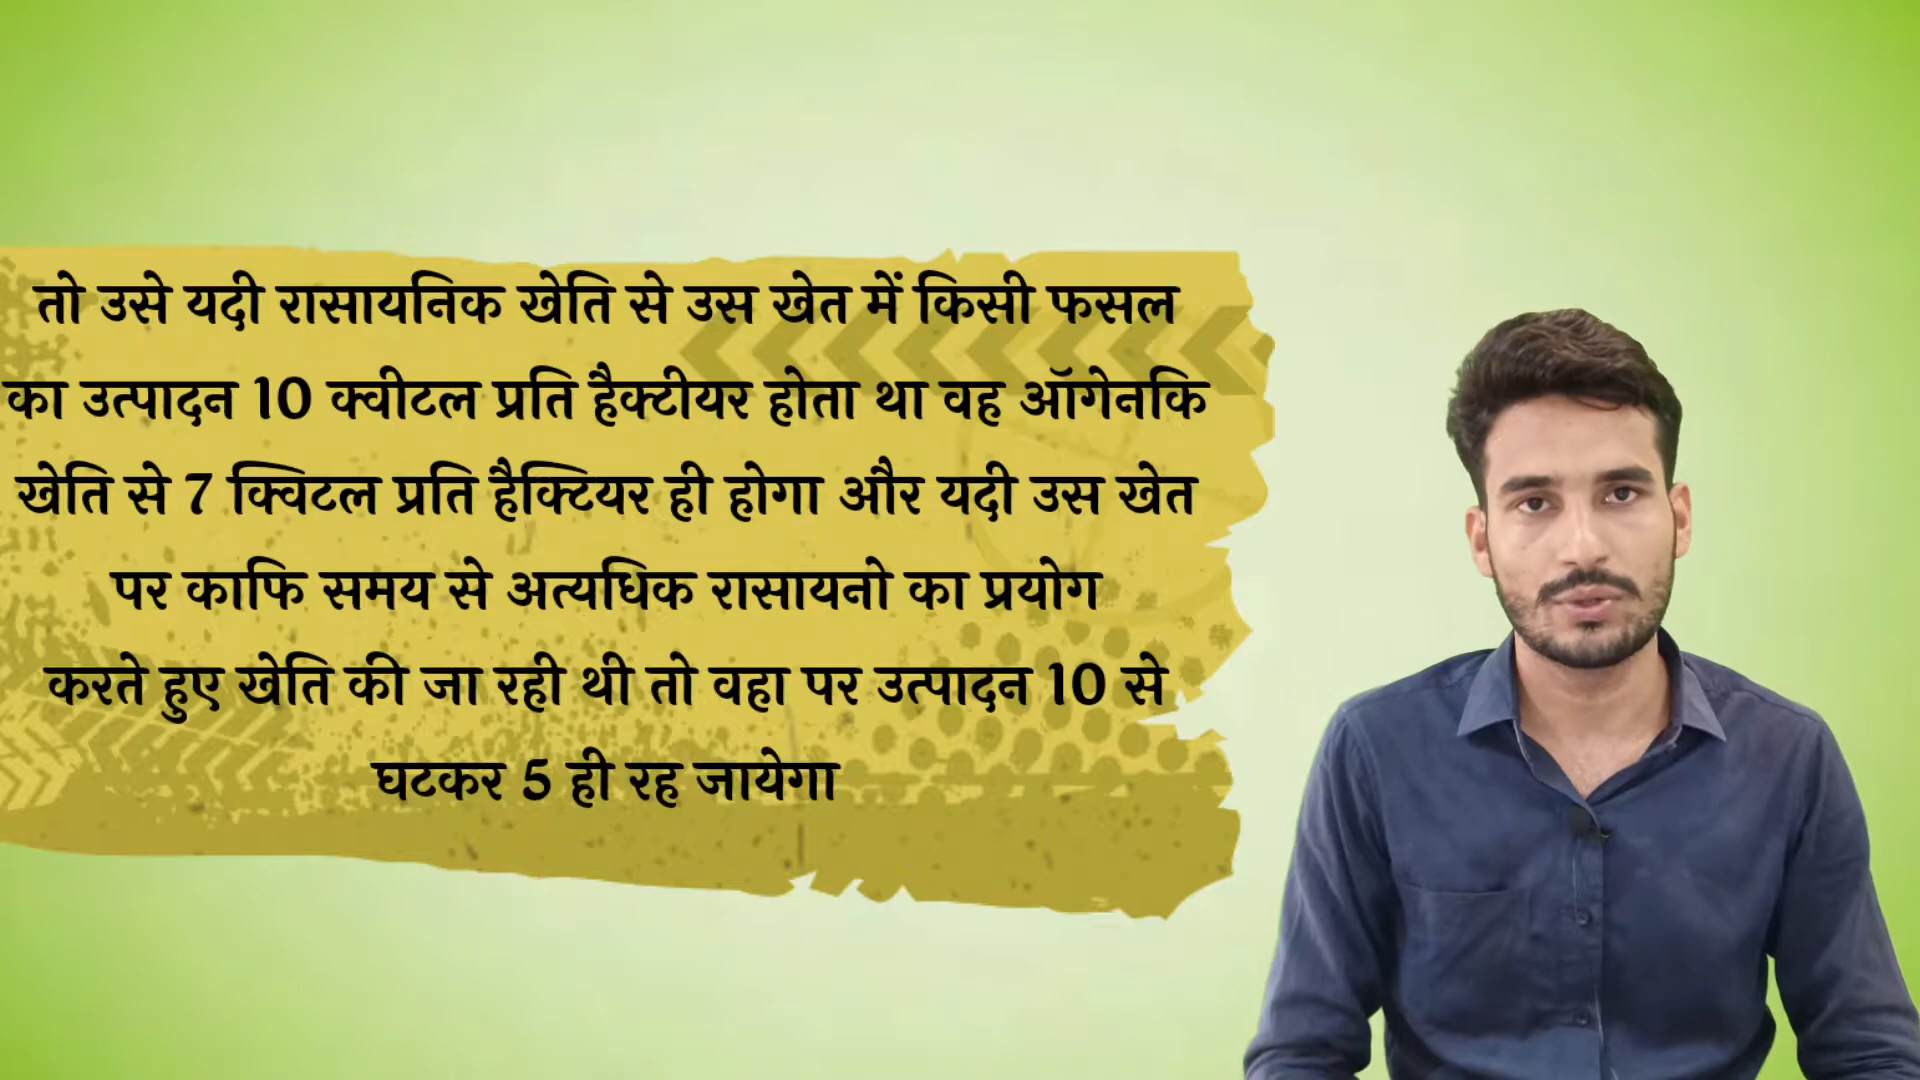 तो उसे यदी रासायनिक खेति से उस खेत में किसी फसल
का उत्पादन 10 क्वीटल प्रति हैक्टीयर होता था वह ऑगेनकि
खेति से 7 क्विटल प्रति हैक्टियर ही होगा और यदी उस खेत
पर काफि समय से अत्यधिक रासायनो का प्रयोग
करते हुए खेति की जा रही थी तो वहा पर उत्पादन 10 से
घटकर 5 ही रह जायेगा